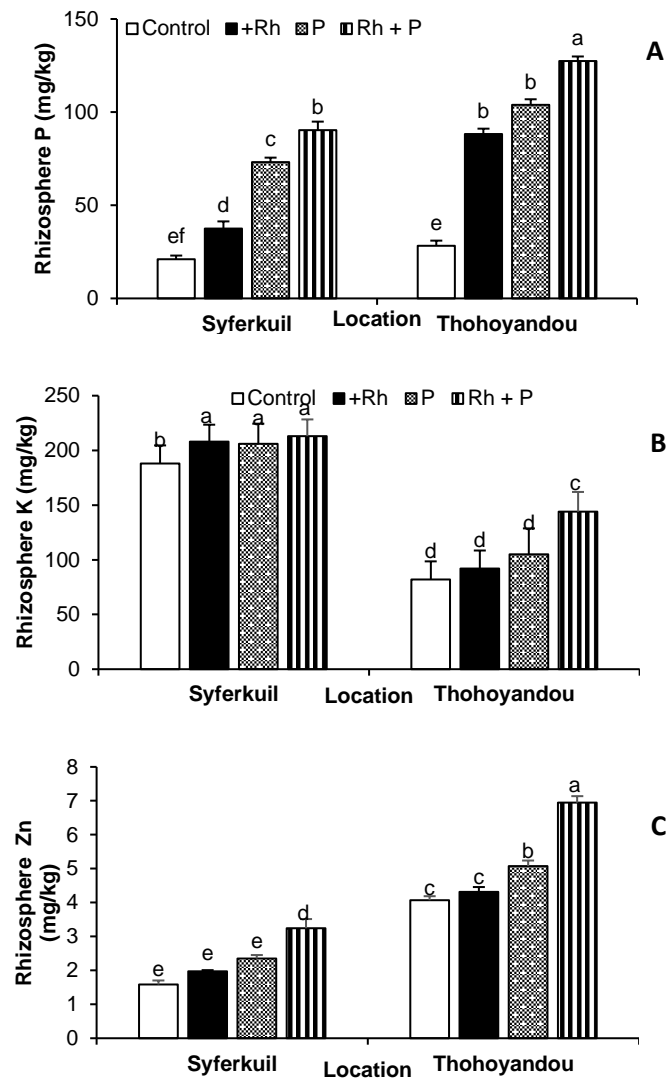 150
Control +Rh P Rh + P
A
a
100
b
b
b
c
Rhizosphere P (mg/kg)
50
d
ef
e
0
Syferkuil Location Thohoyandou
250
Control +Rh P Rh + P
a a a
b
B
200
Rhizosphere K (mg/kg)
150
c
d d d
100
50
0
Syferkuil Location Thohoyandou
8
a
7
C
6
b
5
c c
Rhizosphere Zn
(mg/kg)
4
d
3
e e e
2
1
0
Syferkuil Location Thohoyandou